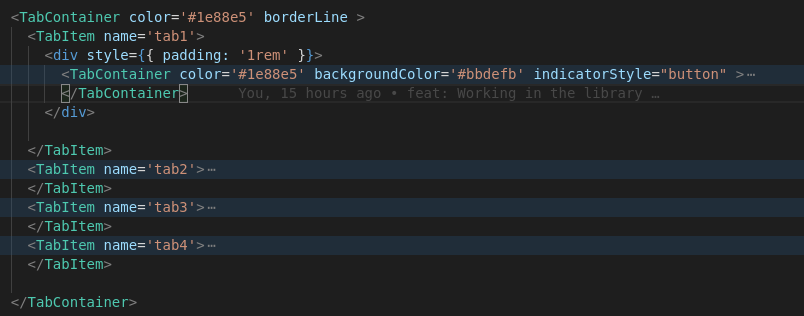 <TabContainer color='#1e88e5' borderLine >
<TabItem name='tab1'>
<div style={{ padding: '1rem' }}>
<TabContainer color='#1e88e5' backgroundColor='#bbdefb' indicatorStyle="button" >⋯
</TabContainer> You, 15 hours ago • feat: Working in the library …
</div>
</TabItem>
<TabItem name='tab2'>⋯
</TabItem>
<TabItem name='tab3'>⋯
</TabItem>
<TabItem name='tab4'>⋯
</TabItem>
</TabContainer>